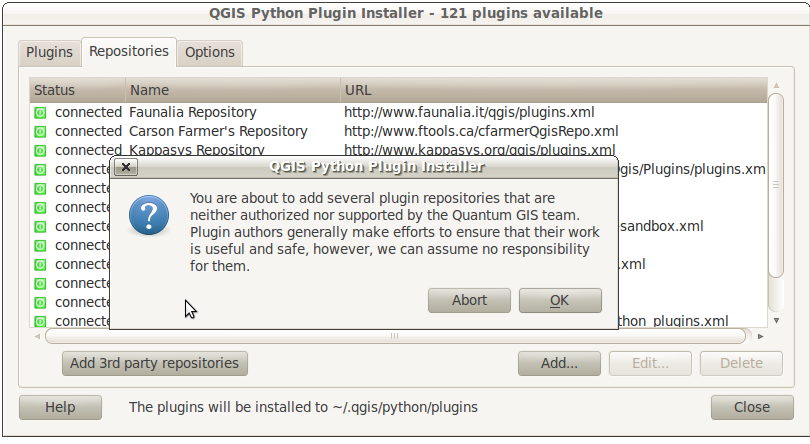 QGIS Python Plugin Installer - 121 plugins available
Plugins Repositories Options
Status Name URL
connected Faunalia Repository http://www.faunalia.it/qgis/plugins.xml
connected Carson Farmer's Repository http://www.ftools.ca/cfarmerQgisRepo.xml
connected Kappasys Repository http://www.kappasys.org/qgis/plugins.xml
connecte gis/Plugins/plugins.xm
connecte
connecte
connecte sandbox.xml
connecte
connecte .xml
connecte
connecte
connecte thon_plugins.xml
QGIS Python Plugin Installer
You are about to add several plugin repositories that are
neither authorized nor supported by the Quantum GIS team.
Plugin authors generally make efforts to ensure that their work
is useful and safe, however, we can assume no responsibility
for them.
Abort OK
Add 3rd party repositories Add... Edit... Delete
Help The plugins will be installed to ~/.qgis/python/plugins Close